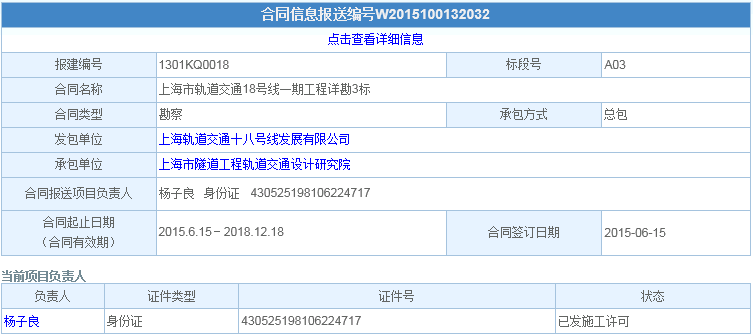 合同信息报送编号W2015100132032
点击查看详细信息
报建编号 1301KQ0018 标段号 A03
合同名称 上海市轨道交通18号线一期工程详勘3标
合同类型 勘察 承包方式 总包
发包单位 上海轨道交通十八号线发展有限公司
承包单位 上海市隧道工程轨道交通设计研究院
合同报送项目负责人 杨子良 身份证 430525198106224717
合同起止日期
（合同有效期） 2015.6.15－2018.12.18 合同签订日期 2015-06-15
当前项目负责人
负责人 证件类型 证件号 状态
杨子良 身份证 430525198106224717 已发施工许可